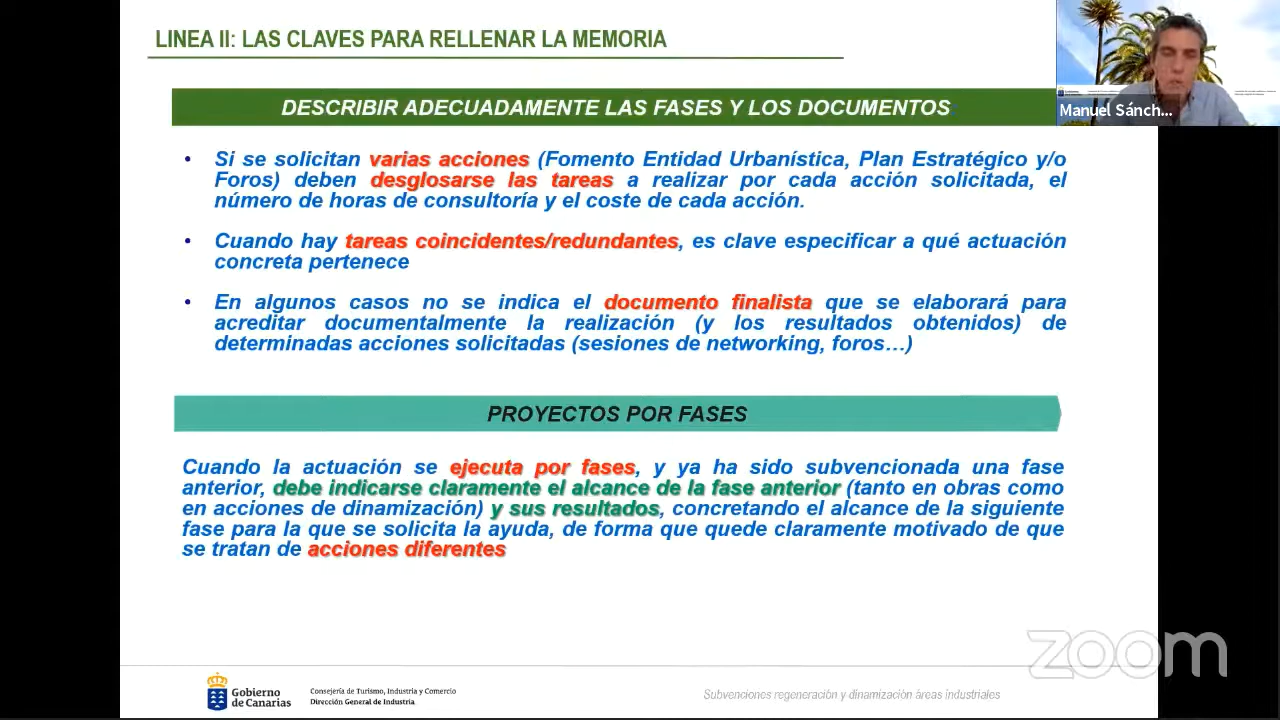 LINEA II: LAS CLAVES PARA RELLENAR LA MEMORIA
Manuel Sánch...
DESCRIBIR ADECUADAMENTE LAS FASES Y LOS DOCUMENTOS:
• Si se solicitan varias acciones (Fomento Entidad Urbanística, Plan Estratégico y/o
Foros) deben desglosarse las tareas a realizar por cada acción solicitada, el
número de horas de consultoría y el coste de cada acción.
• Cuando hay tareas coincidentes/redundantes, es clave especificar a qué actuación
concreta pertenece
• En algunos casos no se indica el documento finalista que se elaborará para
acreditar documentalmente la realización (y los resultados obtenidos) de
determinadas acciones solicitadas (sesiones de networking, foros…)
PROYECTOS POR FASES
Cuando la actuación se ejecuta por fases, y ya ha sido subvencionada una fase
anterior, debe indicarse claramente el alcance de la fase anterior (tanto en obras como
en acciones de dinamización) y sus resultados, concretando el alcance de la siguiente
fase para la que se solicita la ayuda, de forma que quede claramente motivado de que
se tratan de acciones diferentes
zoom
Gobierno
de Canarias
Consejería de Turismo, Industria y Comercio
Dirección General de Industria
Subvenciones regeneración y dinamización áreas industriales